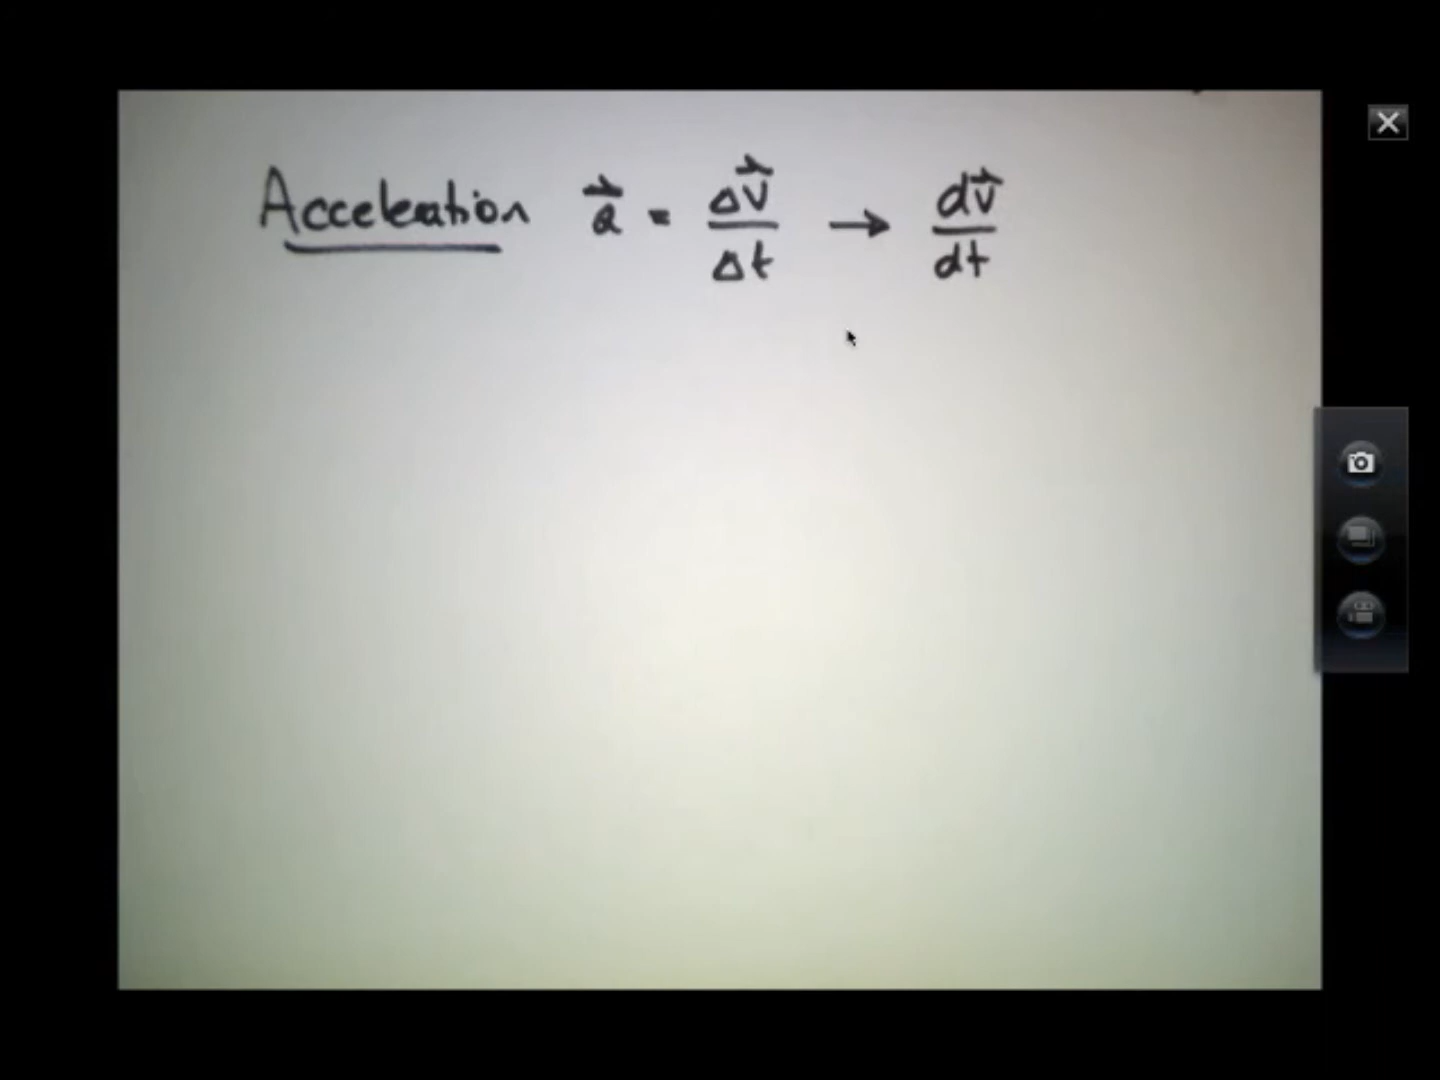 Acceleration a⃗ = Δv⃗/Δt → dv⃗/dt